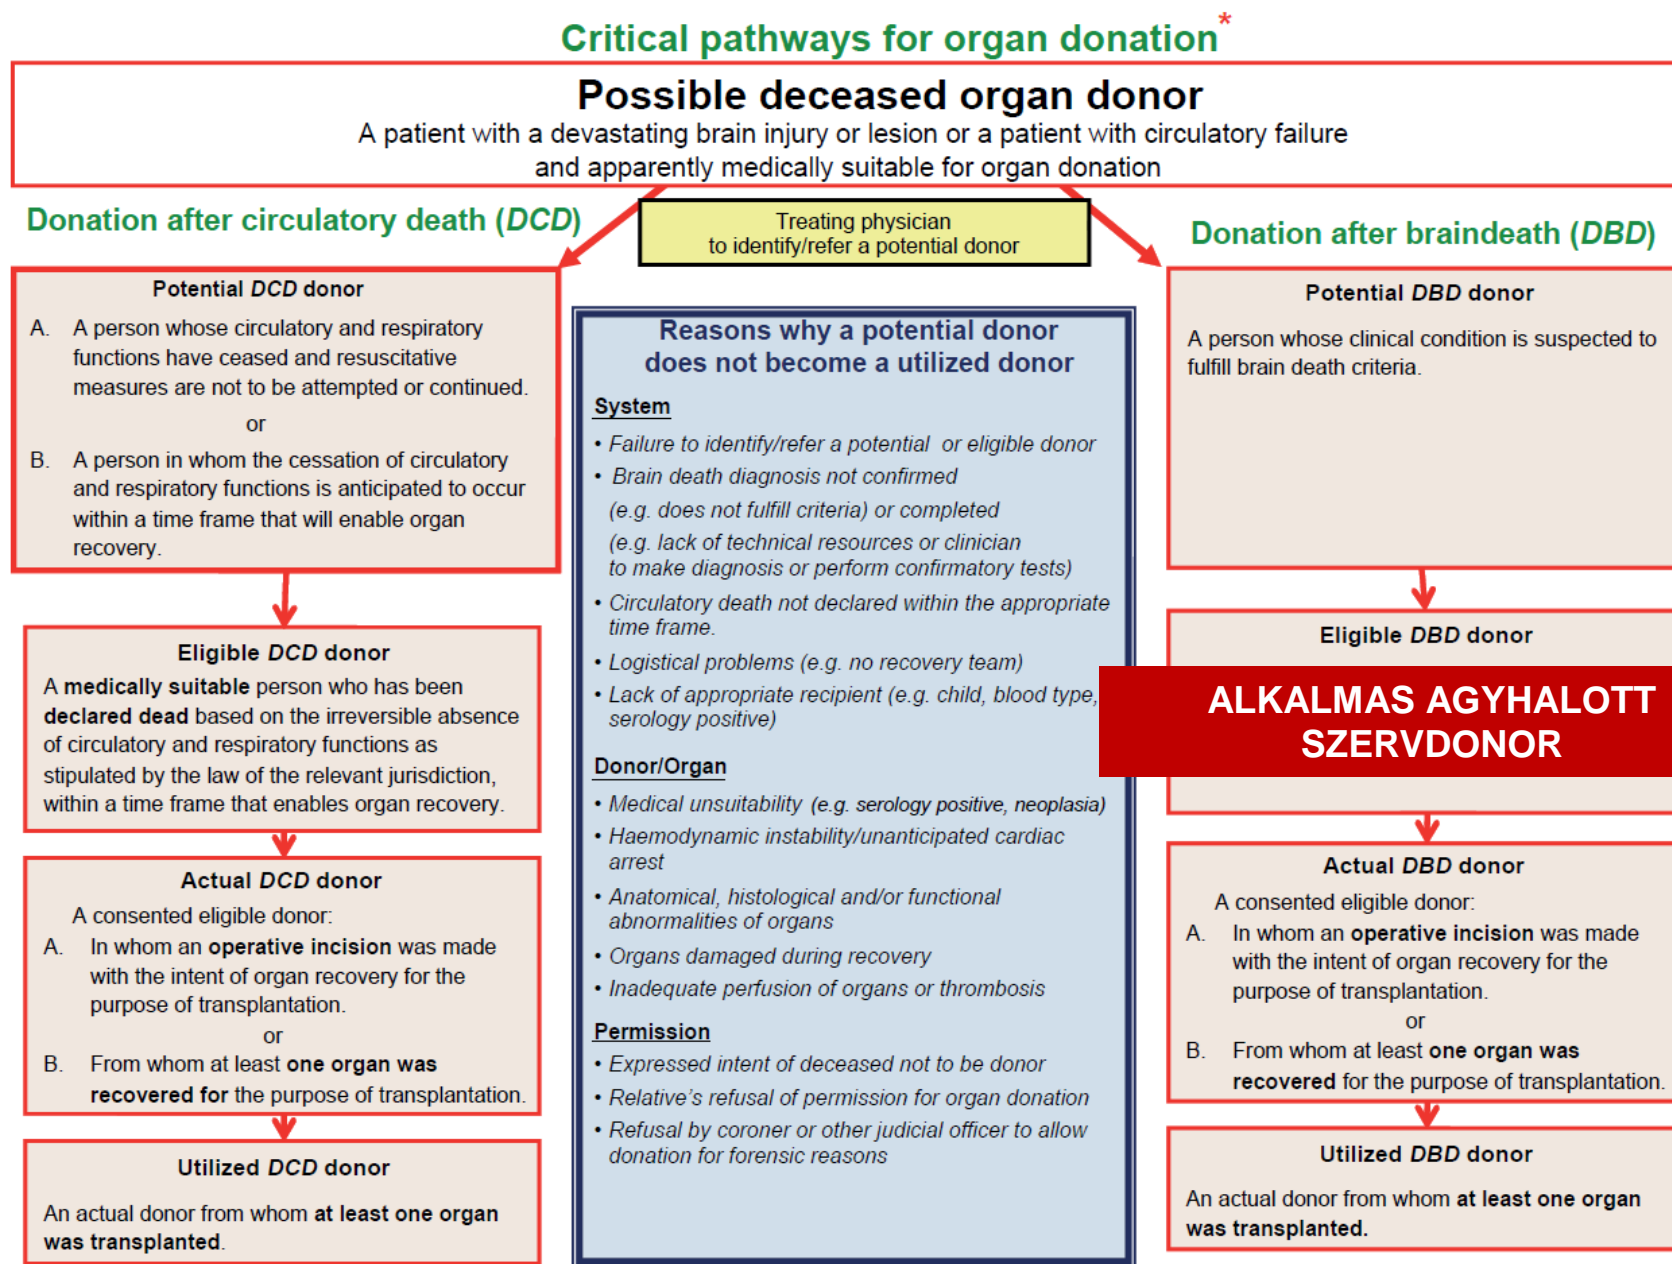 Critical pathways for organ donation*
Possible deceased organ donor
A patient with a devastating brain injury or lesion or a patient with circulatory failure
and apparently medically suitable for organ donation
Donation after circulatory death (DCD)
Treating physician
to identify/refer a potential donor
Donation after braindeath (DBD)
Potential DCD donor
A. A person whose circulatory and respiratory
functions have ceased and resuscitative
measures are not to be attempted or continued.
or
B. A person in whom the cessation of circulatory
and respiratory functions is anticipated to occur
within a time frame that will enable organ
recovery.
Eligible DCD donor
A medically suitable person who has been
declared dead based on the irreversible absence
of circulatory and respiratory functions as
stipulated by the law of the relevant jurisdiction,
within a time frame that enables organ recovery.
Actual DCD donor
A consented eligible donor:
A. In whom an operative incision was made
with the intent of organ recovery for the
purpose of transplantation.
or
B. From whom at least one organ was
recovered for the purpose of transplantation.
Utilized DCD donor
An actual donor from whom at least one organ
was transplanted.
Reasons why a potential donor
does not become a utilized donor
System
• Failure to identify/refer a potential or eligible donor
• Brain death diagnosis not confirmed
(e.g. does not fulfill criteria) or completed
(e.g. lack of technical resources or clinician
to make diagnosis or perform confirmatory tests)
• Circulatory death not declared within the appropriate
time frame.
• Logistical problems (e.g. no recovery team)
• Lack of appropriate recipient (e.g. child, blood type,
serology positive)
Donor/Organ
• Medical unsuitability (e.g. serology positive, neoplasia)
• Haemodynamic instability/unanticipated cardiac
arrest
• Anatomical, histological and/or functional
abnormalities of organs
• Organs damaged during recovery
• Inadequate perfusion of organs or thrombosis
Permission
• Expressed intent of deceased not to be donor
• Relative's refusal of permission for organ donation
• Refusal by coroner or other judicial officer to allow
donation for forensic reasons
Potential DBD donor
A person whose clinical condition is suspected to
fulfill brain death criteria.
Eligible DBD donor
ALKALMAS AGYHALOTT
SZERVDONOR
Actual DBD donor
A consented eligible donor:
A. In whom an operative incision was made
with the intent of organ recovery for the
purpose of transplantation.
or
B. From whom at least one organ was
recovered for the purpose of transplantation.
Utilized DBD donor
An actual donor from whom at least one organ
was transplanted.